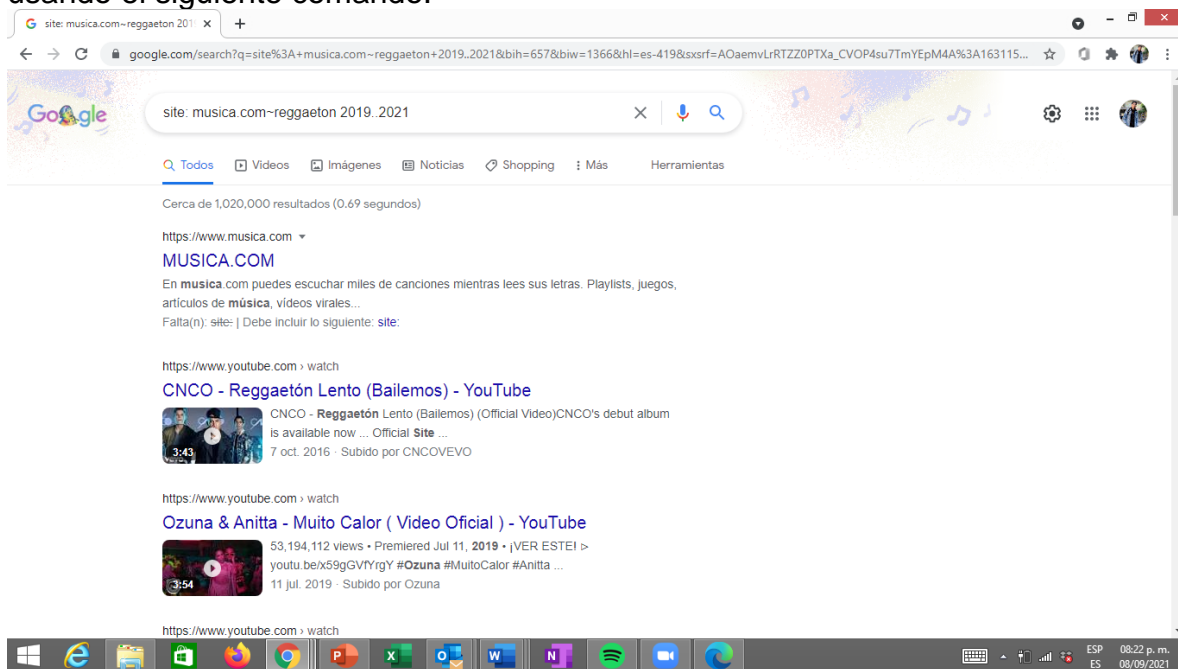 usando el siguiente comando:
site: musica.com~reggaeton 201
google.com/search?q=site%3A+musica.com~reggaeton+2019..2021&bih=657&biw=1366&hl=es-419&sxsrf=AOaemvLrRTZZ0PTXa_CVOP4su7TmYEpM4A%3A163115...
Google
site: musica.com~reggaeton 2019..2021
Todos Videos Imágenes Noticias Shopping Más Herramientas
Cerca de 1,020,000 resultados (0.69 segundos)
https://www.musica.com
MUSICA.COM
En musica.com puedes escuchar miles de canciones mientras lees sus letras. Playlists, juegos,
artículos de música, vídeos virales...
Falta(n): site: | Debe incluir lo siguiente: site:
https://www.youtube.com › watch
CNCO - Reggaetón Lento (Bailemos) - YouTube
CNCO - Reggaetón Lento (Bailemos) (Official Video)CNCO's debut album
is available now ... Official Site ...
3:43
7 oct. 2016 · Subido por CNCOVEVO
https://www.youtube.com › watch
Ozuna & Anitta - Muito Calor ( Video Oficial ) - YouTube
53,194,112 views • Premiered Jul 11, 2019 • ¡VER ESTE! ▷
youtu.be/x59gGVfYrgY #Ozuna #MuitoCalor #Anitta ...
3:54
11 jul. 2019 · Subido por Ozuna
https://www.youtube.com › watch
ESP 08:22 p. m.
ES 08/09/2021